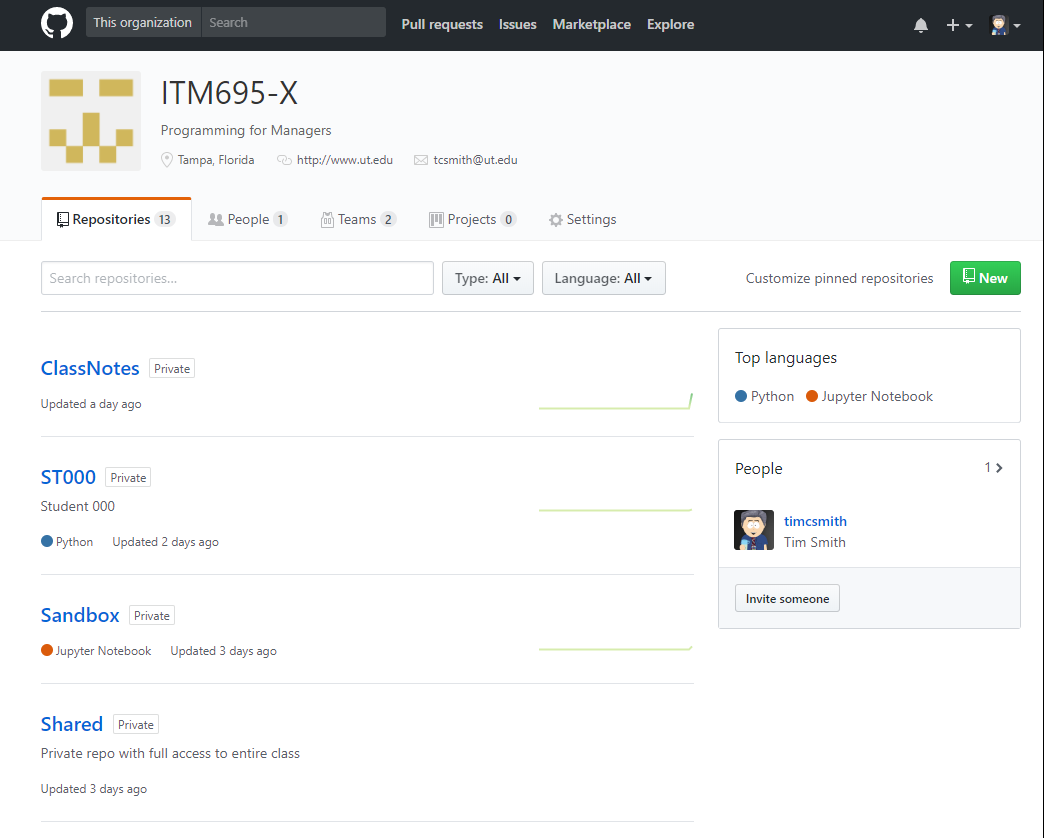 This organization Search Pull requests Issues Marketplace Explore
ITM695-X
Programming for Managers
Tampa, Florida http://www.ut.edu tcsmith@ut.edu
Repositories 13 People 1 Teams 2 Projects 0 Settings
Search repositories... Type: All Language: All Customize pinned repositories New
ClassNotes Private
Updated a day ago
ST000 Private
Student 000
Python Updated 2 days ago
Sandbox Private
Jupyter Notebook Updated 3 days ago
Shared Private
Private repo with full access to entire class
Updated 3 days ago
Top languages
Python Jupyter Notebook
People 1
timcsmith
Tim Smith
Invite someone